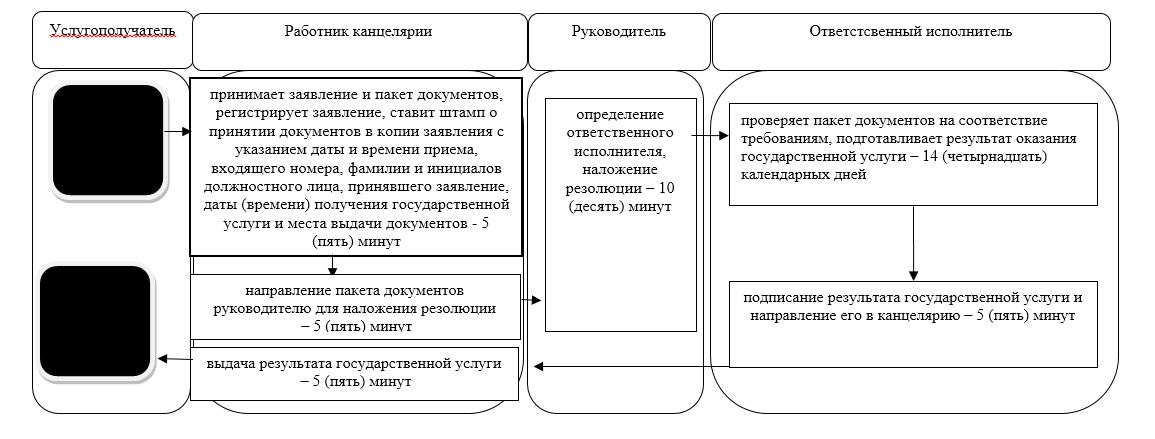 Услугополучатель
Работник канцелярии
Руководитель
Ответстсвенный исполнитель
принимает заявление и пакет документов,
регистрирует заявление, ставит штамп о
принятии документов в копии заявления с
указанием даты и времени приема,
входящего номера, фамилии и инициалов
должностного лица, принявшего заявление,
даты (времени) получения государственной
услуги и места выдачи документов - 5
(пять) минут
направление пакета документов
руководителю для наложения резолюции
– 5 (пять) минут
выдача результата государственной услуги
– 5 (пять) минут
определение
ответственного
исполнителя,
наложение
резолюции – 10
(десять) минут
проверяет пакет документов на соответствие
требованиям, подготавливает результат оказания
государственной услуги – 14 (четырнадцать)
календарных дней
подписание результата государственной услуги и
направление его в канцелярию – 5 (пять) минут